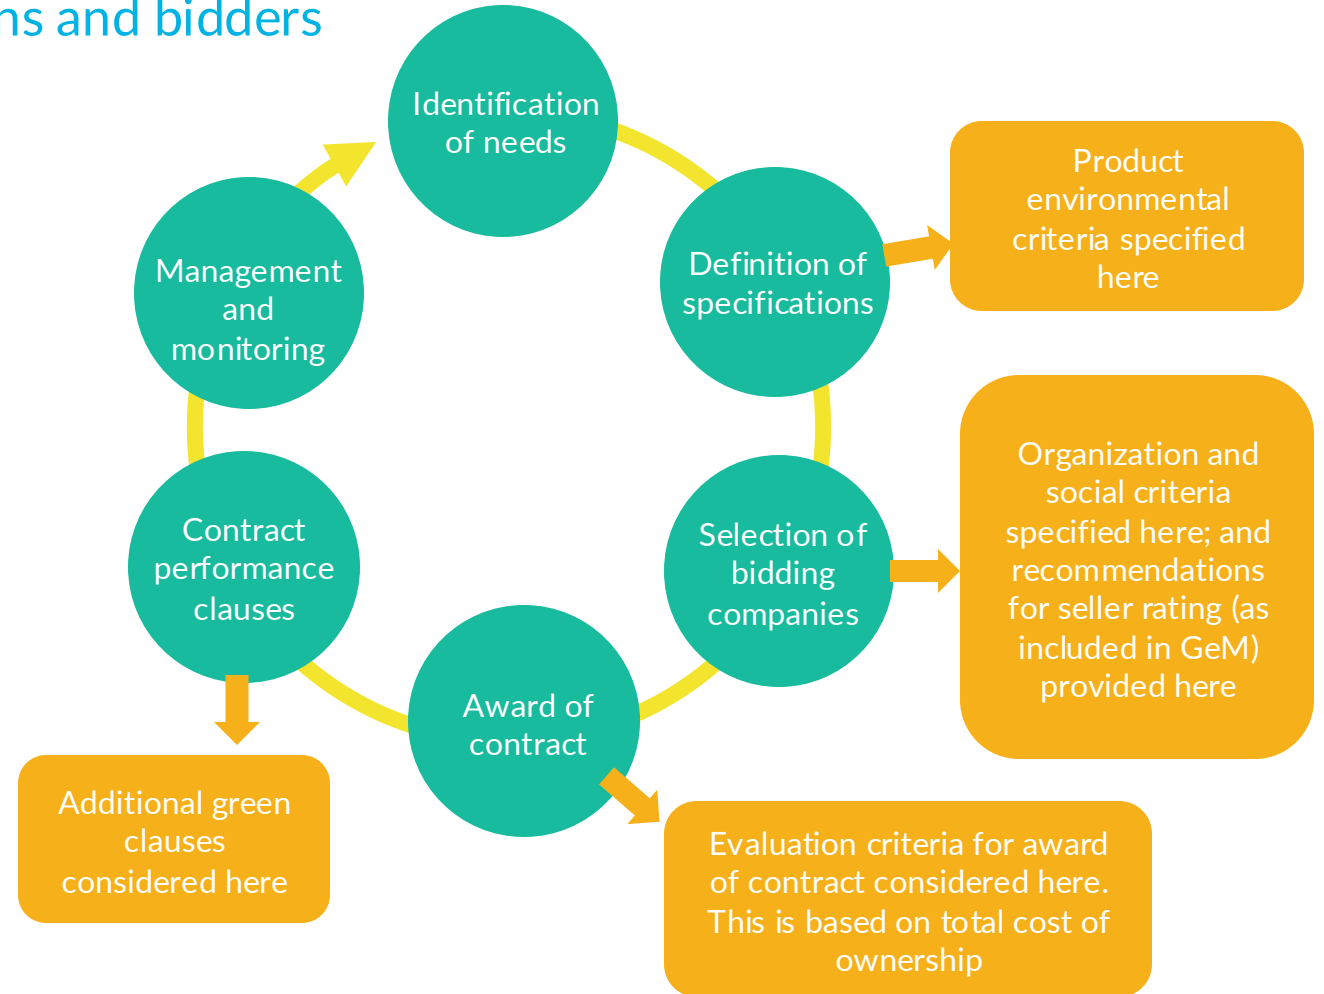 and bidders
Identification
of needs
Product
environmental
criteria specified
here
Definition of
specifications
Management
and
monitoring
Organization and
social criteria
specified here; and
recommendations
for seller rating (as
included in GeM)
provided here
Selection of
bidding
companies
Contract
performance
clauses
Award of
contract
Additional green
clauses
considered here
Evaluation criteria for award
of contract considered here.
This is based on total cost of
ownership